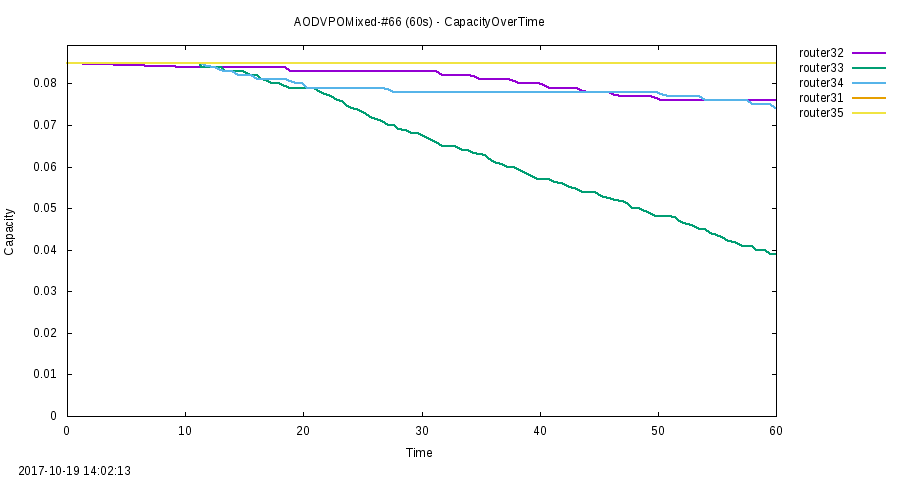 AODVPOMixed-#66 (60s) - CapacityOverTime
router32
router33
router34
router31
router35
0.08
0.07
0.06
0.05
0.04
0.03
0.02
0.01
0
Capacity
0 10 20 30 40 50 60
Time
2017-10-19 14:02:13